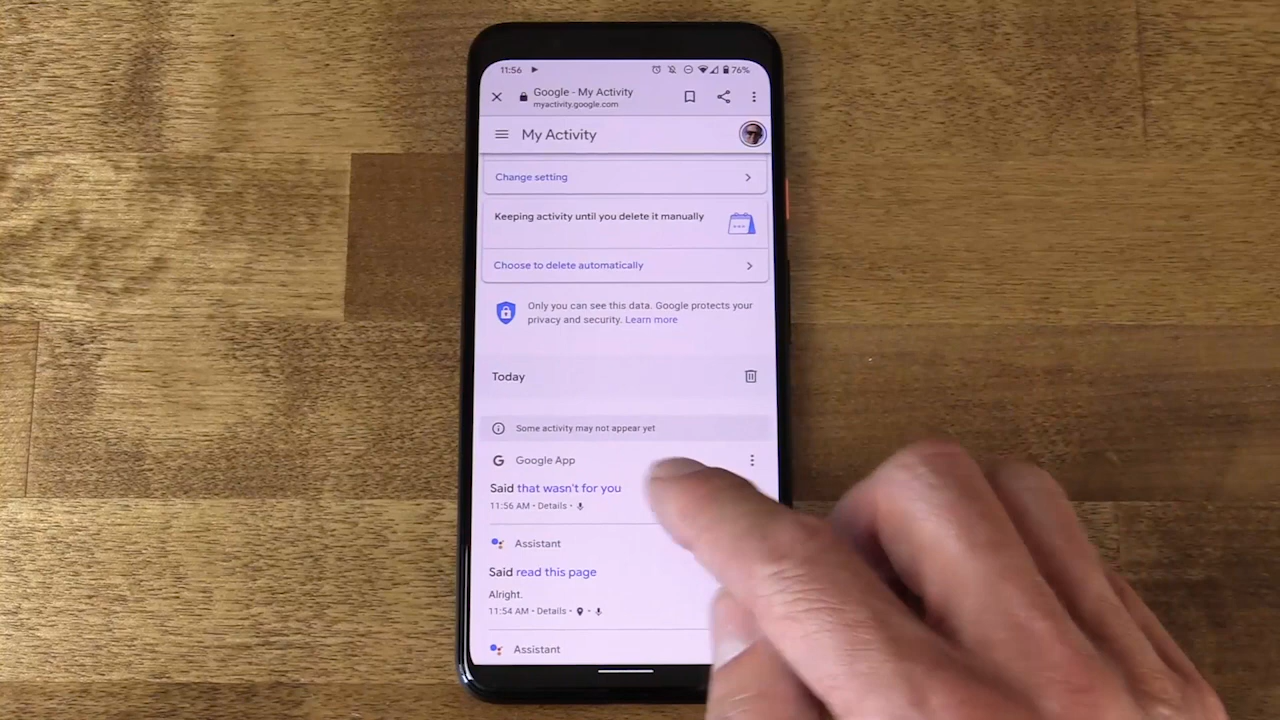 11:56 76%
Google - My Activity
myactivity.google.com
My Activity
Change setting
Keeping activity until you delete it manually
Choose to delete automatically
Only you can see this data. Google protects your
privacy and security. Learn more
Today
Some activity may not appear yet
Google App
Said that wasn't for you
11:56 AM • Details •
Assistant
Said read this page
Alright.
11:54 AM • Details • •
Assistant